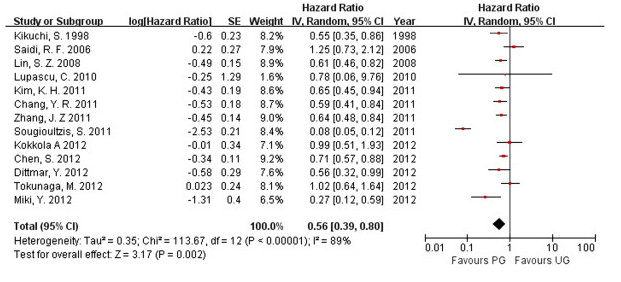 Hazard Ratio Hazard Ratio
Study or Subgroup log[Hazard Ratio] SE Weight IV, Random, 95% CI Year IV, Random, 95% CI
Kikuchi, S. 1998 -0.6 0.23 8.2% 0.55 [0.35, 0.86] 1998
Saidi, R. F. 2006 0.22 0.27 7.9% 1.25 [0.73, 2.12] 2006
Lin, S. Z. 2008 -0.49 0.15 8.8% 0.61 [0.46, 0.82] 2008
Lupascu, C. 2010 -0.25 1.29 1.6% 0.78 [0.06, 9.76] 2010
Kim, K. H. 2011 -0.43 0.19 8.5% 0.65 [0.45, 0.94] 2011
Chang, Y. R. 2011 -0.53 0.18 8.6% 0.59 [0.41, 0.84] 2011
Zhang, J. Z 2011 -0.45 0.14 9.0% 0.64 [0.48, 0.84] 2011
Sougioultzis, S. 2011 -2.53 0.21 8.4% 0.08 [0.05, 0.12] 2011
Kokkola A 2012 -0.01 0.34 7.2% 0.99 [0.51, 1.93] 2012
Chen, S. 2012 -0.34 0.11 9.0% 0.71 [0.57, 0.88] 2012
Dittmar, Y. 2012 -0.58 0.29 7.7% 0.56 [0.32, 0.99] 2012
Tokunaga, M. 2012 0.023 0.24 8.1% 1.02 [0.64, 1.64] 2012
Miki, Y. 2012 -1.31 0.4 6.7% 0.27 [0.12, 0.59] 2012
Total (95% CI) 100.0% 0.56 [0.39, 0.80]
Heterogeneity: Tau² = 0.35; Chi² = 113.67, df = 12 (P < 0.00001); I² = 89%
Test for overall effect: Z = 3.17 (P = 0.002)
0.01 0.1 1 10 100
Favours PG Favours UG